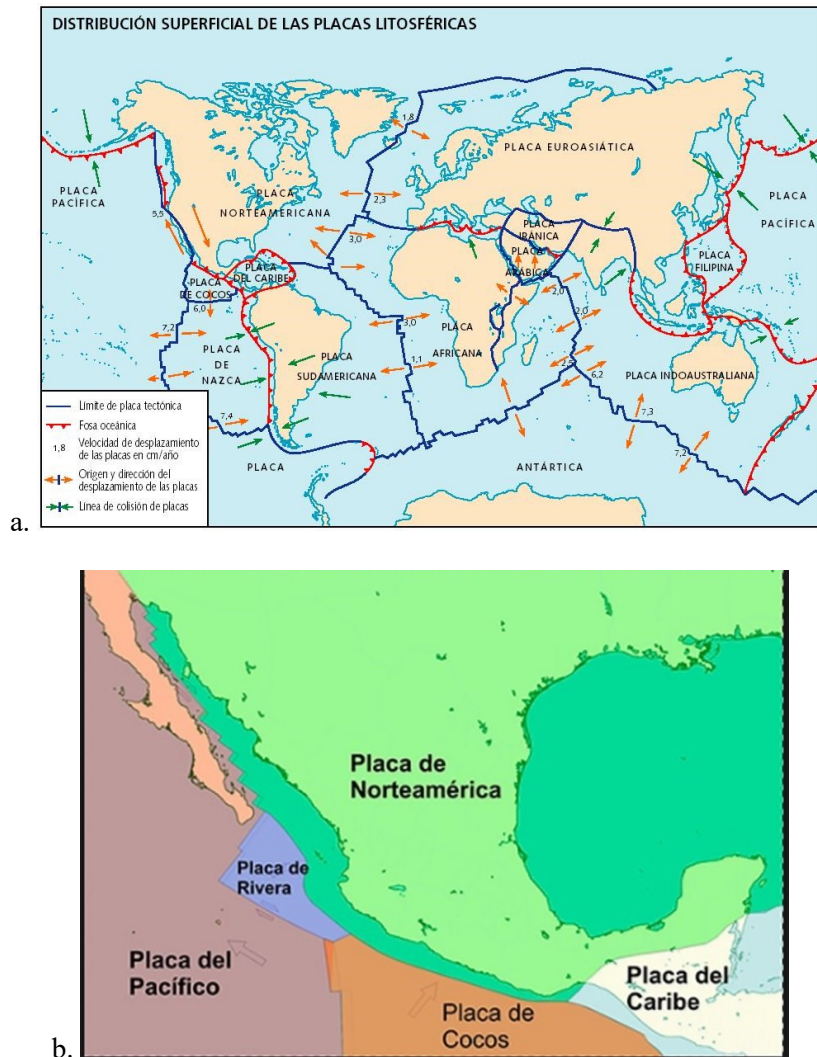 DISTRIBUCIÓN SUPERFICIAL DE LAS PLACAS LITOSFÉRICAS
1,8
PLACA EUROASIÁTICA
PLACA
PACÍFICA
PLACA
NORTEAMERICANA
2,3
5,5
3,0
PLACA
IRÁNICA
PLACA
ARÁBICA
PLACA
PACÍFICA
PLACA
FILIPINA
PLACA
DEL CARIBE
PLACA
DE COCOS
6,0
7,2
PLACA
DE
NAZCA
PLACA
SUDAMERICANA
3,0
1,1
PLACA
AFRICANA
2,0
2,0
2,5
6,2
PLACA INDOAUSTRALIANA
7,3
7,2
7,4
PLACA
ANTÁRTICA
Límite de placa tectónica
Fosa oceánica
1,8
Velocidad de desplazamiento
de las placas en cm/año
Origen y dirección del
desplazamiento de las placas
Línea de colisión de placas
a.
Placa de
Norteamérica
Placa de
Rivera
Placa del
Pacífico
Placa del
Caribe
Placa de
Cocos
b.